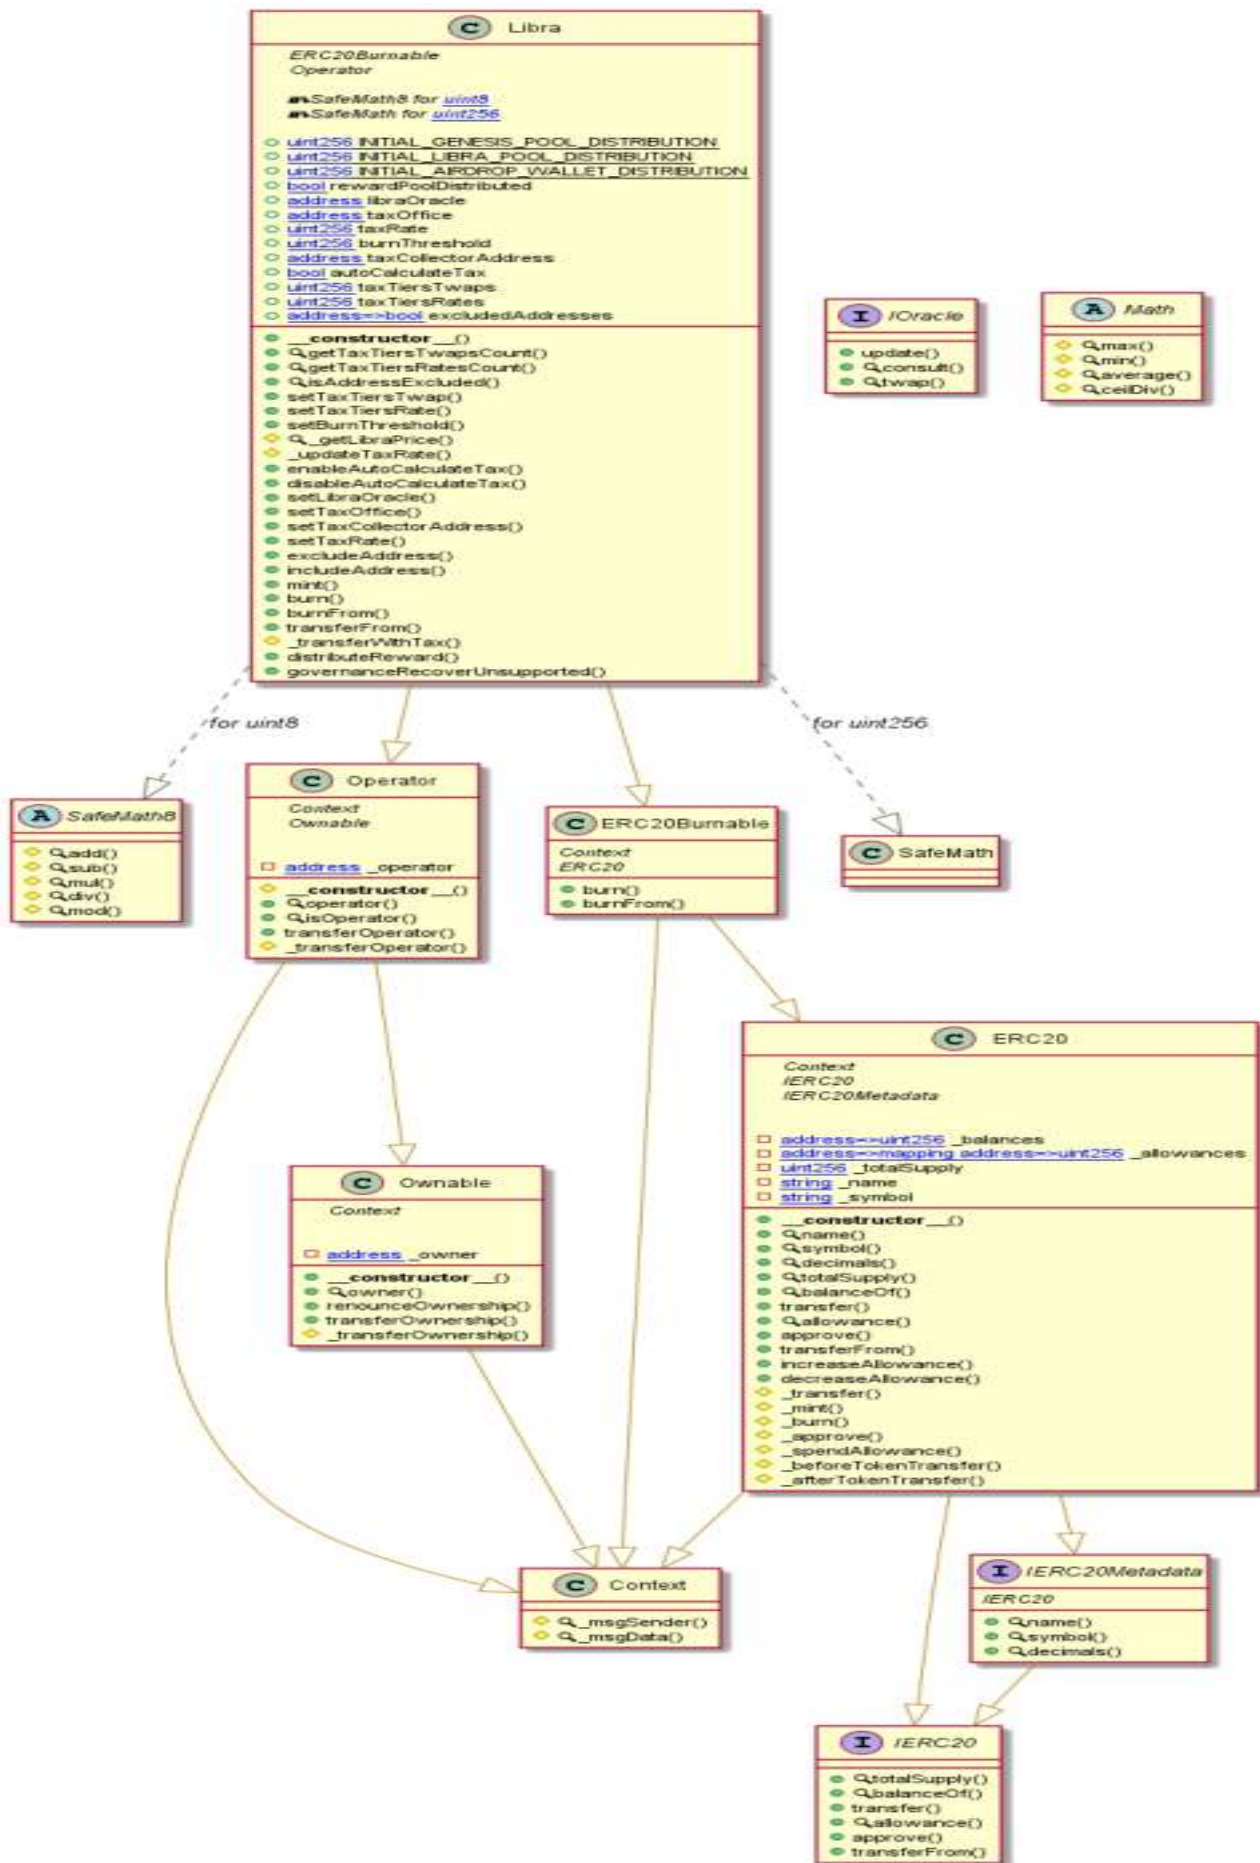 C Libra
ERC20Burnable
Operator
SafeMath8 for uint8
SafeMath for uint256
uint256 INITIAL_GENESIS_POOL_DISTRIBUTION
uint256 INITIAL_LIBRA_POOL_DISTRIBUTION
uint256 INITIAL_AIRDROP_WALLET_DISTRIBUTION
bool rewardPoolDistributed
address libraOracle
address taxOffice
uint256 taxRate
uint256 burnThreshold
address taxCollectorAddress
bool autoCalculateTax
uint256 taxTiersTwaps
uint256 taxTiersRates
address=>bool excludedAddresses
__constructor__()
getTaxTiersTwapsCount()
getTaxTiersRatesCount()
isAddressExcluded()
setTaxTiersTwap()
setTaxTiersRate()
setBurnThreshold()
_getLibraPrice()
_updateTaxRate()
enableAutoCalculateTax()
disableAutoCalculateTax()
setLibraOracle()
setTaxOffice()
setTaxCollectorAddress()
setTaxRate()
excludeAddress()
includeAddress()
mint()
burn()
burnFrom()
transferFrom()
_transferWithTax()
distributeReward()
governanceRecoverUnsupported()
I IOracle
update()
consult()
twap()
A Math
max()
min()
average()
ceilDiv()
for uint8
for uint256
A SafeMath8
add()
sub()
mul()
div()
mod()
C Operator
Context
Ownable
address _operator
__constructor__()
operator()
isOperator()
transferOperator()
_transferOperator()
C ERC20Burnable
Context
ERC20
burn()
burnFrom()
C SafeMath
C ERC20
Context
IERC20
IERC20Metadata
address=>uint256 _balances
address=>mapping address=>uint256 _allowances
uint256 _totalSupply
string _name
string _symbol
__constructor__()
name()
symbol()
decimals()
totalSupply()
balanceOf()
transfer()
allowance()
approve()
transferFrom()
increaseAllowance()
decreaseAllowance()
_transfer()
_mint()
_burn()
_approve()
_spendAllowance()
_beforeTokenTransfer()
_afterTokenTransfer()
C Ownable
Context
address _owner
__constructor__()
owner()
renounceOwnership()
transferOwnership()
_transferOwnership()
C Context
_msgSender()
_msgData()
I IERC20Metadata
IERC20
name()
symbol()
decimals()
I IERC20
totalSupply()
balanceOf()
transfer()
allowance()
approve()
transferFrom()